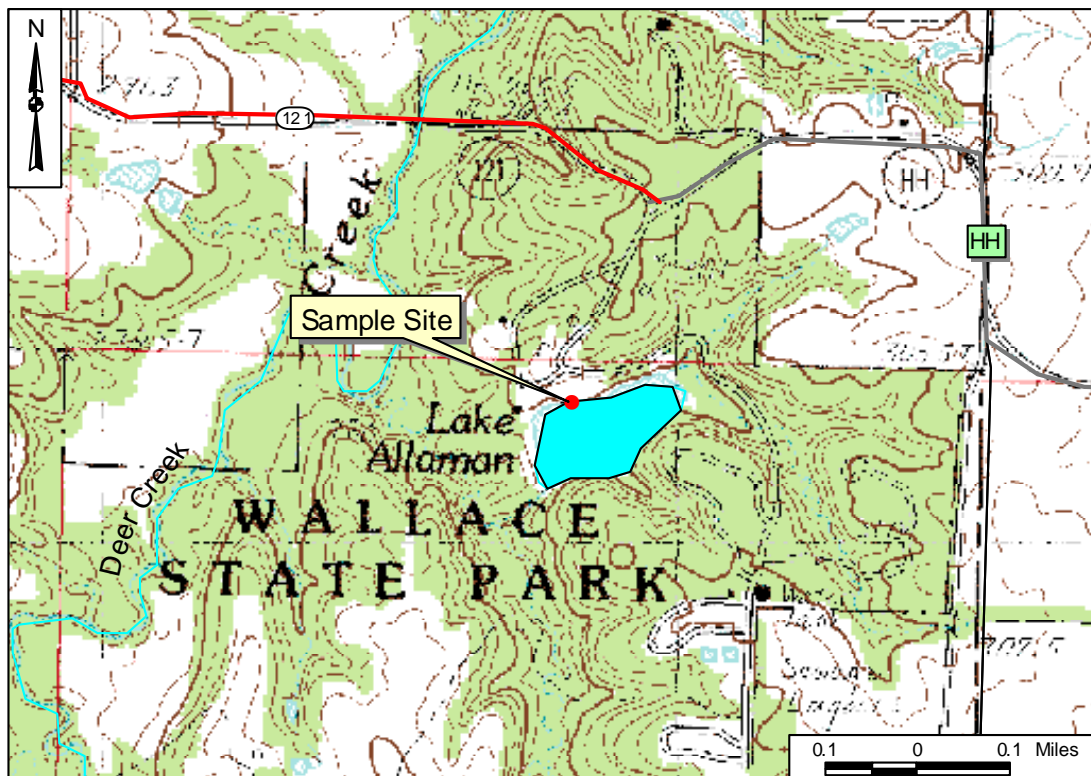 N
121
121
HH
HH
Creek
Sample Site
Lake
Allaman
Deer Creek
WALLACE
STATE PARK
0.1 0 0.1 Miles